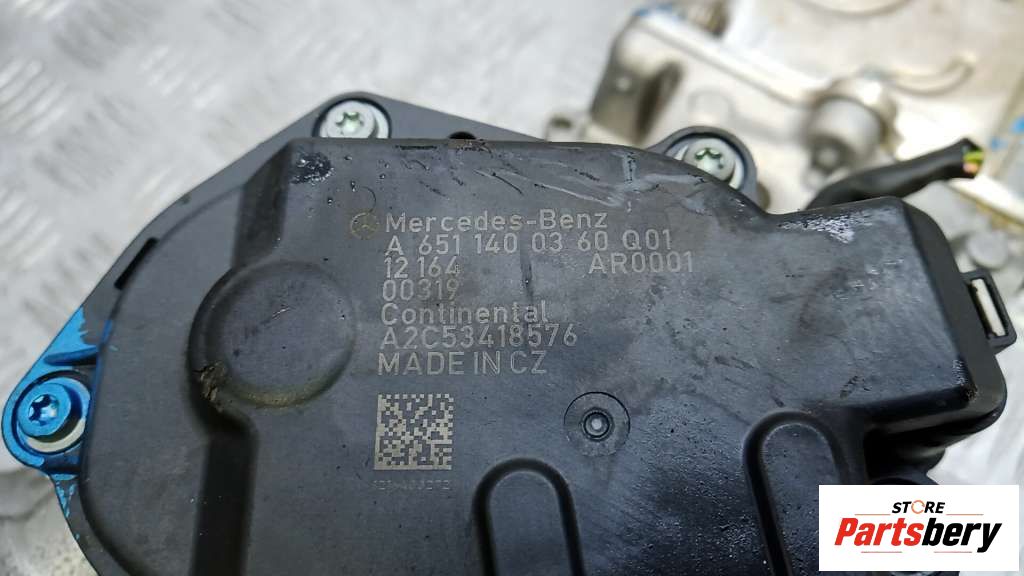 Mercedes-Benz
A 651 140 03 60 Q01
12 164 AR0001
00319
Continental
A2C53418576
MADE IN CZ
STORE
Partsbery